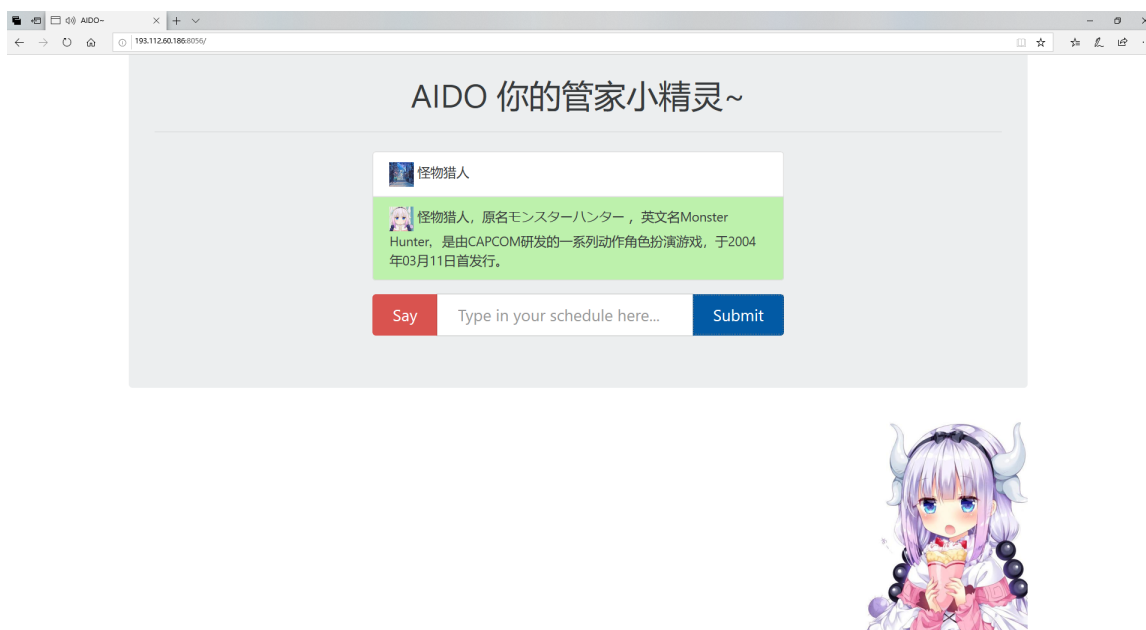 AIDO~
193.112.60.186:8056/
AIDO 你的管家小精灵~
怪物猎人
怪物猎人，原名モンスターハンター ，英文名Monster
Hunter，是由CAPCOM研发的一系列动作角色扮演游戏，于2004
年03月11日首发行。
Say
Type in your schedule here...
Submit